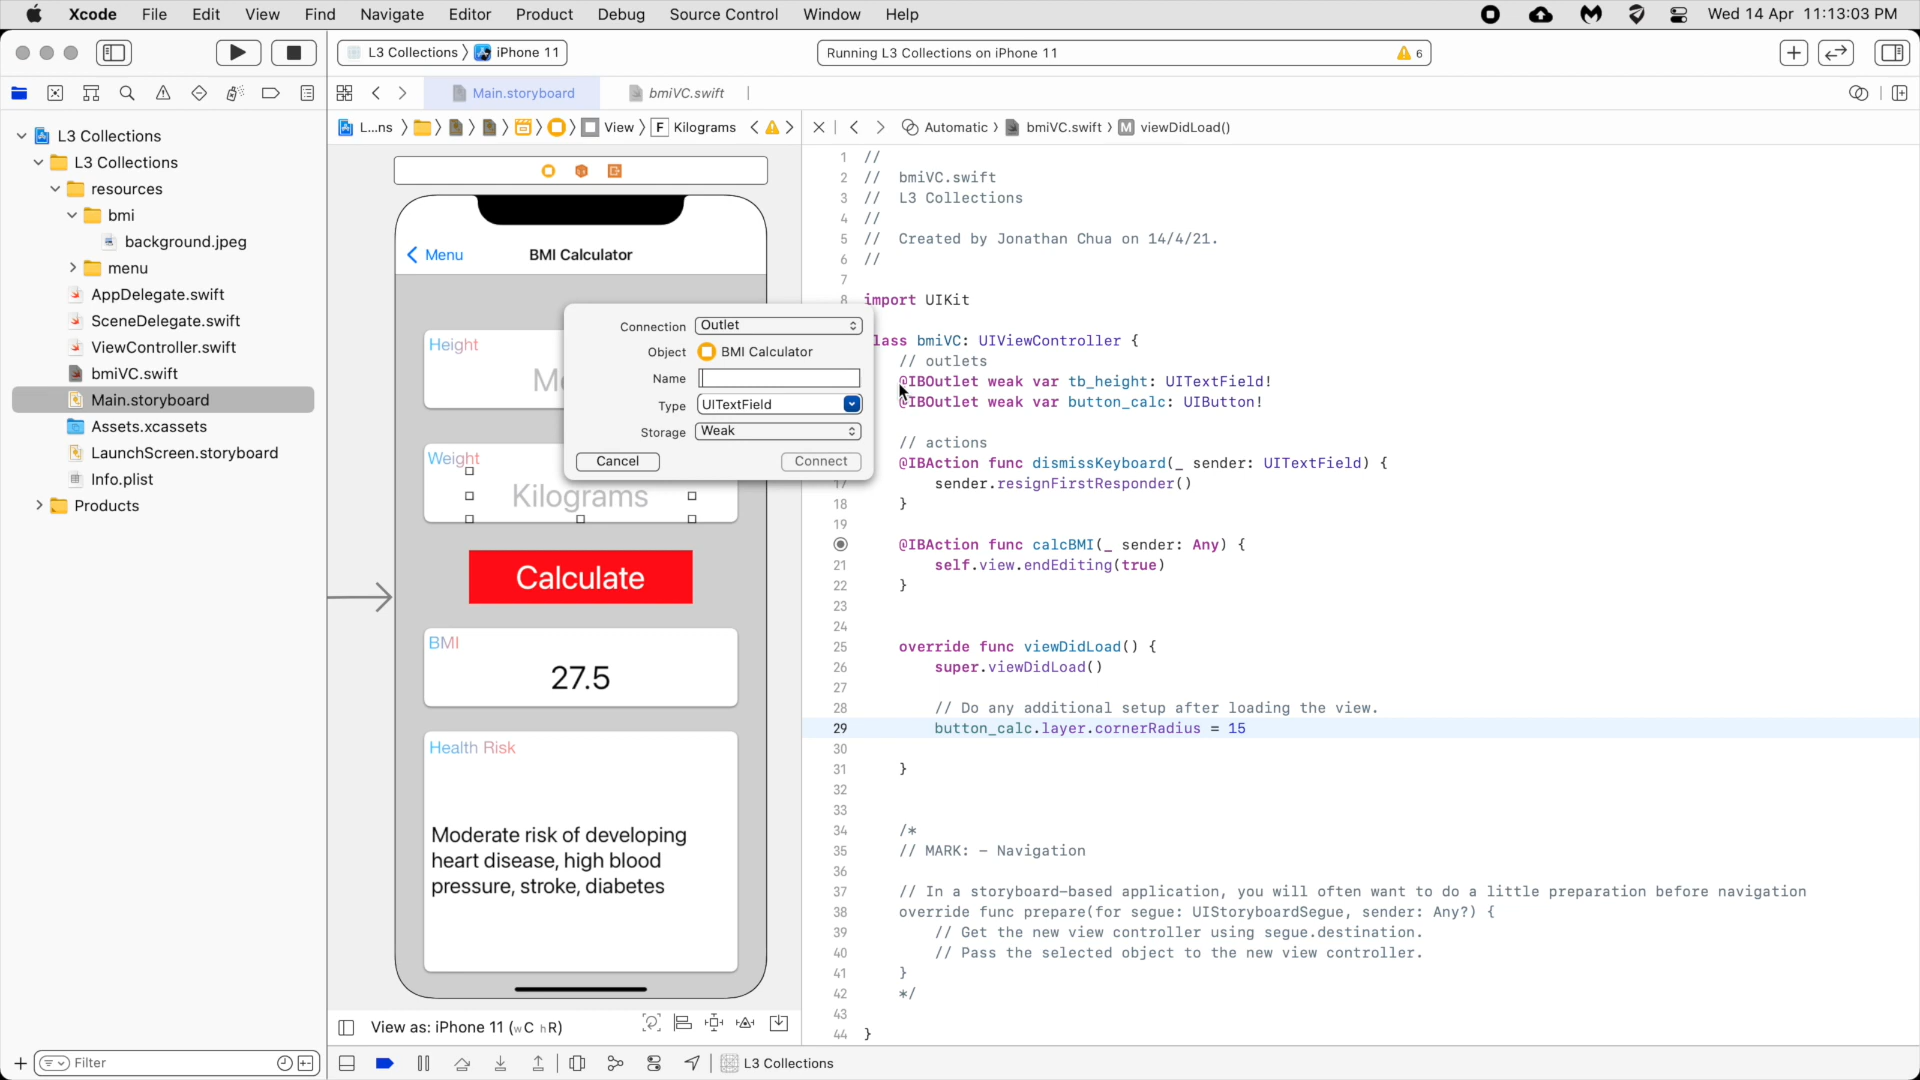 Xcode File Edit View Find Navigate Editor Product Debug Source Control Window Help Wed 14 Apr 11:13:03 PM
L3 Collections iPhone 11
Running L3 Collections on iPhone 11
6
Main.storyboard
bmiVC.swift
L...ns View F Kilograms
Automatic bmiVC.swift M viewDidLoad()
L3 Collections
L3 Collections
resources
bmi
background.jpeg
menu
AppDelegate.swift
SceneDelegate.swift
ViewController.swift
bmiVC.swift
Main.storyboard
Assets.xcassets
LaunchScreen.storyboard
Info.plist
Products
Filter
Menu BMI Calculator
Height
Weight
Kilograms
Calculate
BMI
27.5
Health Risk
Moderate risk of developing
heart disease, high blood
pressure, stroke, diabetes
View as: iPhone 11 (wC hR)
Connection Outlet
Object BMI Calculator
Name
Type UITextField
Storage Weak
Cancel Connect
1 //
2 // bmiVC.swift
3 // L3 Collections
4 //
5 // Created by Jonathan Chua on 14/4/21.
6 //
7
8 import UIKit
lass bmiVC: UIViewController {
// outlets
@IBOutlet weak var tb_height: UITextField!
@IBOutlet weak var button_calc: UIButton!
// actions
@IBAction func dismissKeyboard(_ sender: UITextField) {
17 sender.resignFirstResponder()
18 }
19
@IBAction func calcBMI(_ sender: Any) {
21 self.view.endEditing(true)
22 }
23
24
25 override func viewDidLoad() {
26 super.viewDidLoad()
27
28 // Do any additional setup after loading the view.
29 button_calc.layer.cornerRadius = 15
30
31 }
32
33
34 /*
35 // MARK: - Navigation
36
37 // In a storyboard-based application, you will often want to do a little preparation before navigation
38 override func prepare(for segue: UIStoryboardSegue, sender: Any?) {
39 // Get the new view controller using segue.destination.
40 // Pass the selected object to the new view controller.
41 }
42 */
43
44 }
L3 Collections